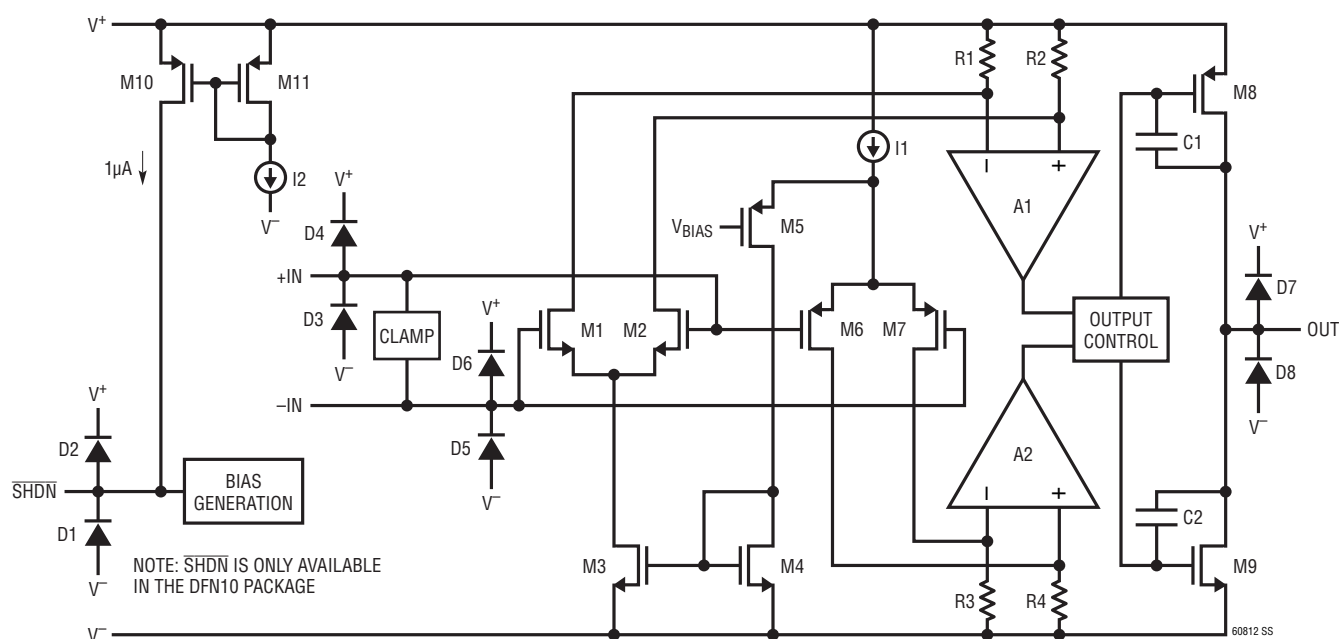 V+
R1
R2
M10
M11
M8
1µA
I2
I1
C1
V+
V−
A1
D4
VBIAS
M5
V+
+IN
D7
D3
CLAMP
V+
M1
M2
M6
M7
OUTPUT
CONTROL
OUT
V−
D6
D8
V+
−IN
V−
D2
D5
A2
SHDN
BIAS
GENERATION
V−
C2
D1
V−
NOTE: SHDN IS ONLY AVAILABLE
IN THE DFN10 PACKAGE
M3
M4
M9
R3
R4
V−
60812 SS